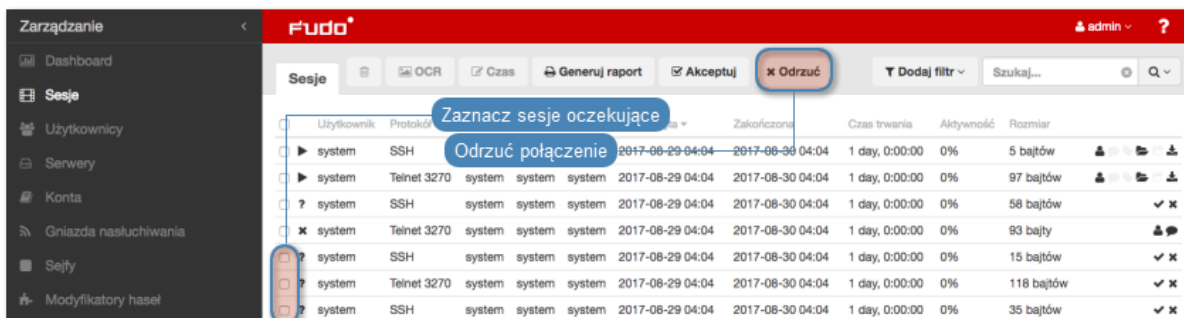 Zarządzanie
Fudo
admin
?
Dashboard
Sesje
OCR
Czas
Generuj raport
Akceptuj
Odrzuć
Dodaj filtr
Szukaj...
Sesje
Zaznacz sesje oczekujące
Użytkownik Protokół Zakończona Czas trwania Aktywność Rozmiar
Użytkownicy
Odrzuć połączenie
system SSH 2017-08-29 04:04 2017-08-30 04:04 1 day, 0:00:00 0% 5 bajtów
Serwery
system Telnet 3270 system system system 2017-08-29 04:04 2017-08-30 04:04 1 day, 0:00:00 0% 97 bajtów
Konta
? system SSH system system system 2017-08-29 04:04 2017-08-30 04:04 1 day, 0:00:00 0% 58 bajtów
Gniazda nasłuchiwania
system Telnet 3270 system system system 2017-08-29 04:04 2017-08-30 04:04 1 day, 0:00:00 0% 93 bajty
Sejfy
? system SSH system system system 2017-08-29 04:04 2017-08-30 04:04 1 day, 0:00:00 0% 15 bajtów
? system Telnet 3270 system system system 2017-08-29 04:04 2017-08-30 04:04 1 day, 0:00:00 0% 118 bajtów
Modyfikatory haseł
? system SSH system system system 2017-08-29 04:04 2017-08-30 04:04 1 day, 0:00:00 0% 35 bajtów